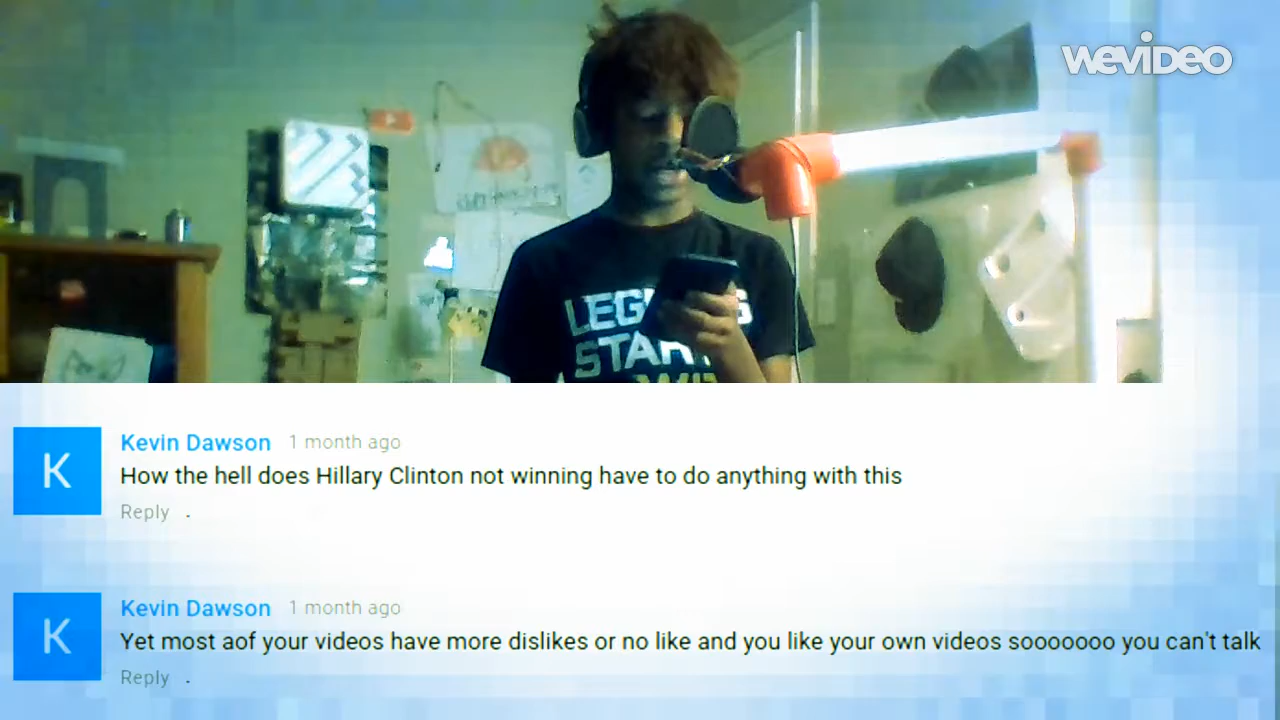 WEVIDEO
LEG
START
Kevin Dawson 1 month ago
How the hell does Hillary Clinton not winning have to do anything with this
Reply .
Kevin Dawson 1 month ago
Yet most aof your videos have more dislikes or no like and you like your own videos sooooooo you can't talk
Reply .
K
K